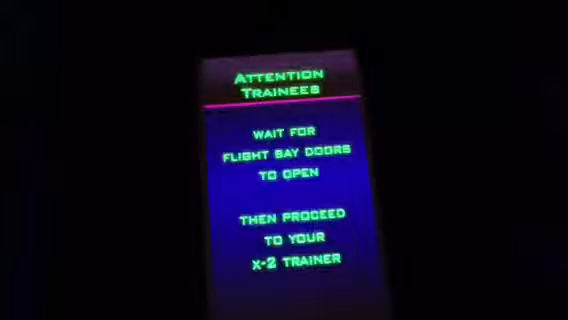 Attention
Trainees
WAIT FOR
FLIGHT BAY DOORS
TO OPEN
THEN PROCEED
TO YOUR
X-2 TRAINER